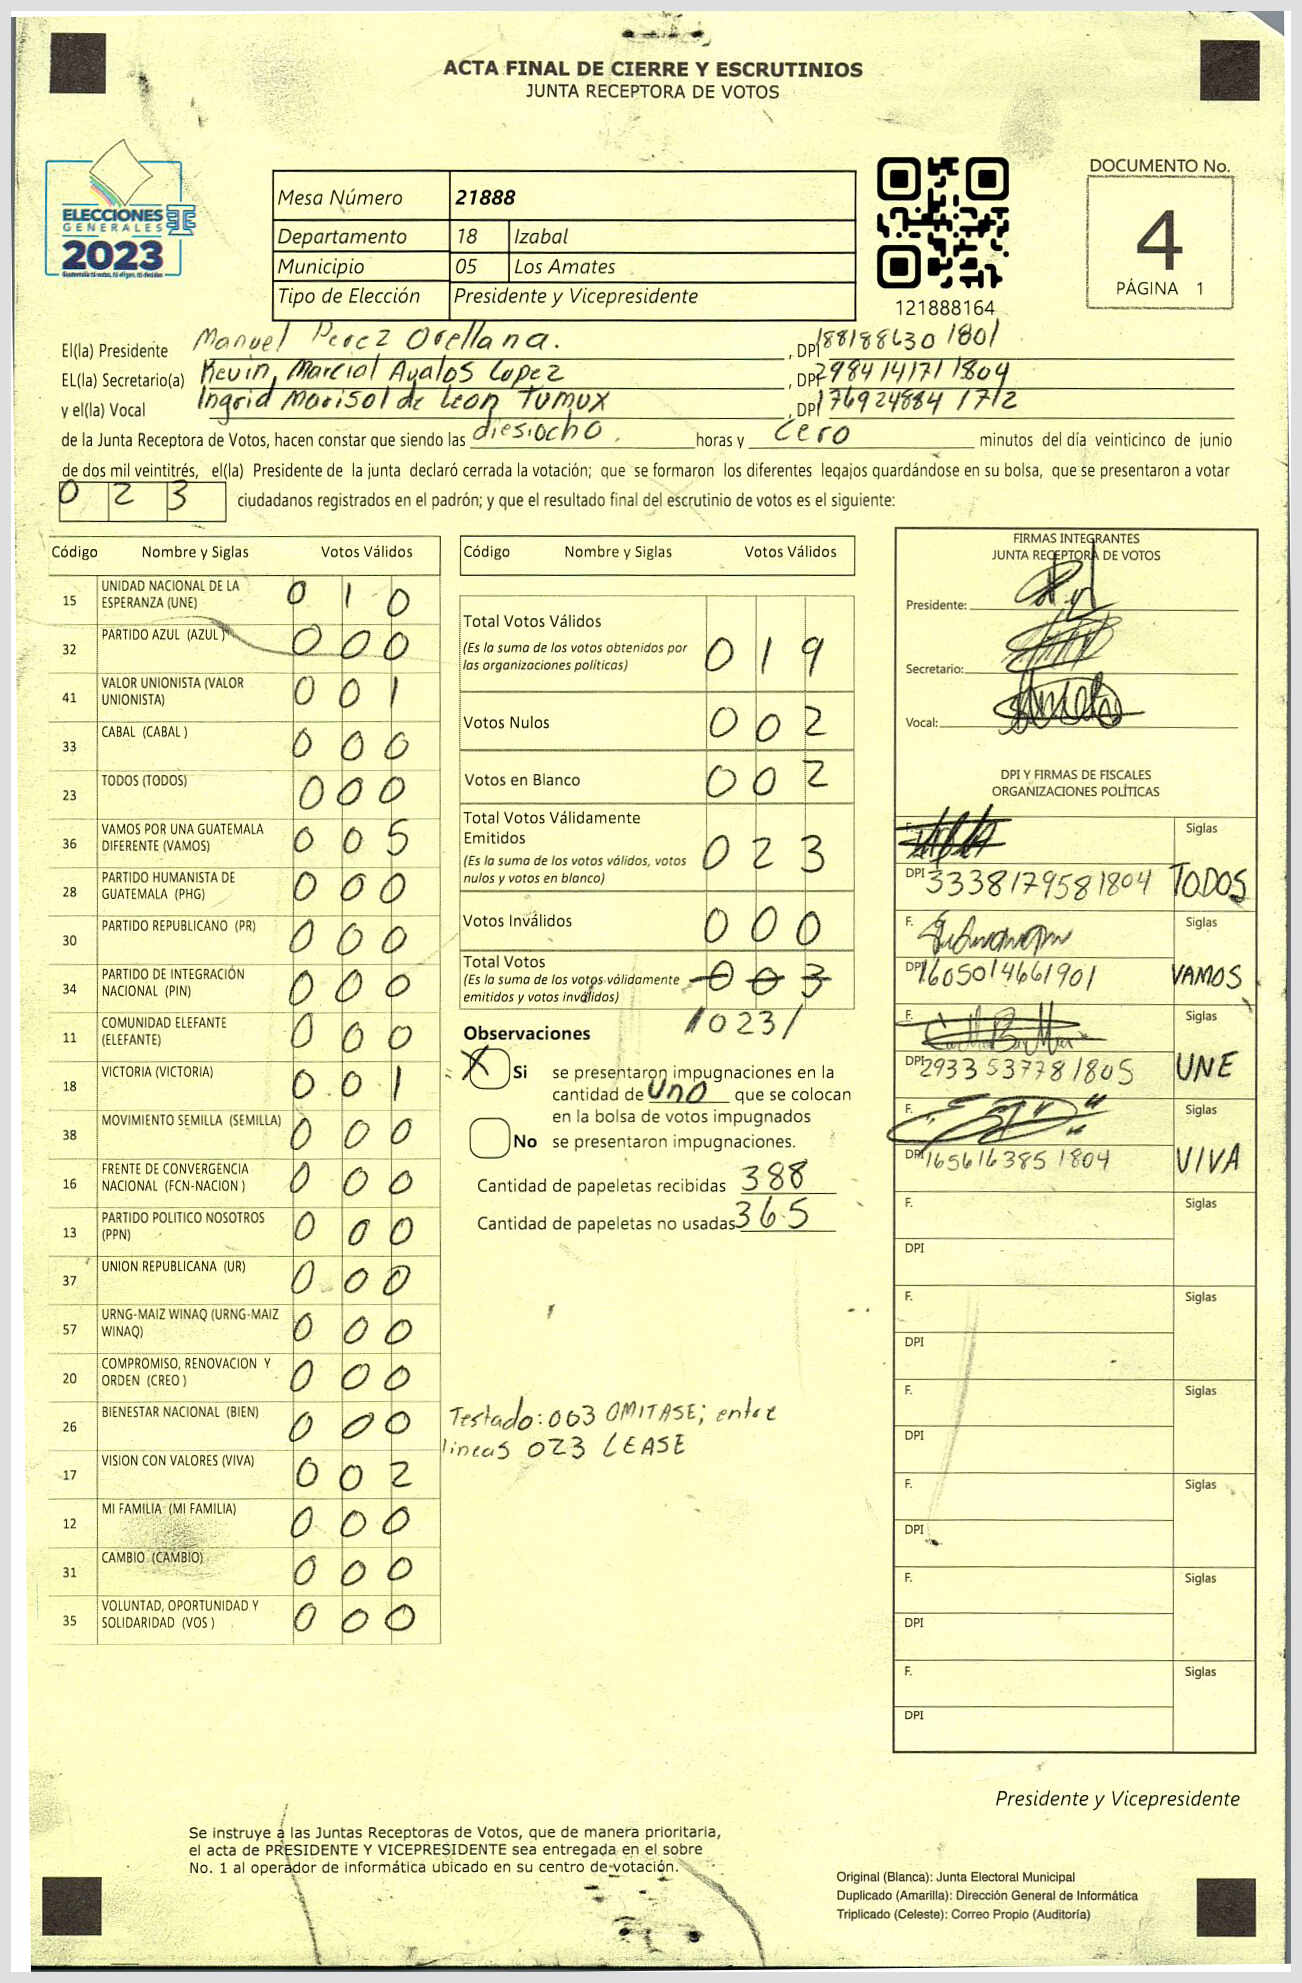 ACTA FINAL DE CIERRE Y ESCRUTINIOS
JUNTA RECEPTORA DE VOTOS
ELECCIONES
GENERALES
2023
Mesa Número 21888
Departamento 18 Izabal
Municipio 05 Los Amates
Tipo de Elección Presidente y Vicepresidente
121888164
DOCUMENTO No.
4
PÁGINA 1
El(la) Presidente Manuel Perez Orellana. , DPI 188188630 1801
EL(la) Secretario(a) Kevin Marcial Ayalos Lopez , DPI 298414171 1804
y el(la) Vocal Ingrid Marisol de Leon Tumux , DPI 176924884 1712
de la Junta Receptora de Votos, hacen constar que siendo las diesiocho. horas y cero minutos del día veinticinco de junio
de dos mil veintitrés, el(la) Presidente de la junta declaró cerrada la votación; que se formaron los diferentes legajos guardándose en su bolsa, que se presentaron a votar
0 2 3 ciudadanos registrados en el padrón; y que el resultado final del escrutinio de votos es el siguiente:
Código Nombre y Siglas Votos Válidos
15 UNIDAD NACIONAL DE LA ESPERANZA (UNE) 0 1 0
32 PARTIDO AZUL (AZUL) 0 0 0
41 VALOR UNIONISTA (VALOR UNIONISTA) 0 0 1
33 CABAL (CABAL ) 0 0 0
23 TODOS (TODOS) 0 0 0
36 VAMOS POR UNA GUATEMALA DIFERENTE (VAMOS) 0 0 5
28 PARTIDO HUMANISTA DE GUATEMALA (PHG) 0 0 0
30 PARTIDO REPUBLICANO (PR) 0 0 0
34 PARTIDO DE INTEGRACIÓN NACIONAL (PIN) 0 0 0
11 COMUNIDAD ELEFANTE (ELEFANTE) 0 0 0
18 VICTORIA (VICTORIA) 0 0 1
38 MOVIMIENTO SEMILLA (SEMILLA) 0 0 0
16 FRENTE DE CONVERGENCIA NACIONAL (FCN-NACION ) 0 0 0
13 PARTIDO POLITICO NOSOTROS (PPN) 0 0 0
37 UNION REPUBLICANA (UR) 0 0 0
57 URNG-MAIZ WINAQ (URNG-MAIZ WINAQ) 0 0 0
20 COMPROMISO, RENOVACION Y ORDEN (CREO ) 0 0 0
26 BIENESTAR NACIONAL (BIEN) 0 0 0
17 VISION CON VALORES (VIVA) 0 0 2
12 MI FAMILIA (MI FAMILIA) 0 0 0
31 CAMBIO (CAMBIO) 0 0 0
35 VOLUNTAD, OPORTUNIDAD Y SOLIDARIDAD (VOS ) 0 0 0
Código Nombre y Siglas Votos Válidos
Total Votos Válidos
(Es la suma de los votos obtenidos por
las organizaciones políticas) 0 1 9
Votos Nulos 0 0 2
Votos en Blanco 0 0 2
Total Votos Válidamente
Emitidos
(Es la suma de los votos válidos, votos
nulos y votos en blanco) 0 2 3
Votos Inválidos 0 0 0
Total Votos
(Es la suma de los votos válidamente
emitidos y votos inválidos) 0 0 3
/ 0 2 3 /
Observaciones
X Si se presentaron impugnaciones en la
cantidad de uno que se colocan
en la bolsa de votos impugnados
No se presentaron impugnaciones.
Cantidad de papeletas recibidas 388
Cantidad de papeletas no usadas 365
Testado: 003 OMITASE; entre
lineas 023 LEASE
FIRMAS INTEGRANTES
JUNTA RECEPTORA DE VOTOS
Presidente:
Secretario:
Vocal:
DPI Y FIRMAS DE FISCALES
ORGANIZACIONES POLÍTICAS
F. Siglas
DPI 3338179581804 TODOS
F. Siglas
DPI 1605014661901 VAMOS
F. Siglas
DPI 2933537781805 UNE
F. Siglas
DPI 1656163851804 VIVA
F. Siglas
DPI
F. Siglas
DPI
F. Siglas
DPI
F. Siglas
DPI
F. Siglas
DPI
F. Siglas
DPI
Presidente y Vicepresidente
Se instruye a las Juntas Receptoras de Votos, que de manera prioritaria,
el acta de PRESIDENTE Y VICEPRESIDENTE sea entregada en el sobre
No. 1 al operador de informática ubicado en su centro de votación.
Original (Blanca): Junta Electoral Municipal
Duplicado (Amarilla): Dirección General de Informática
Triplicado (Celeste): Correo Propio (Auditoría)